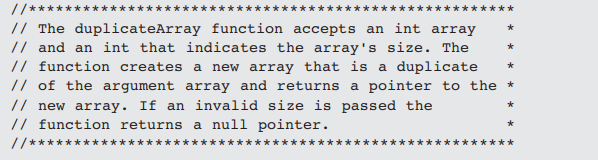 //******************************************************
// The duplicateArray function accepts an int array    *
// and an int that indicates the array's size. The     *
// function creates a new array that is a duplicate    *
// of the argument array and returns a pointer to the *
// new array. If an invalid size is passed the         *
// function returns a null pointer.                    *
//******************************************************